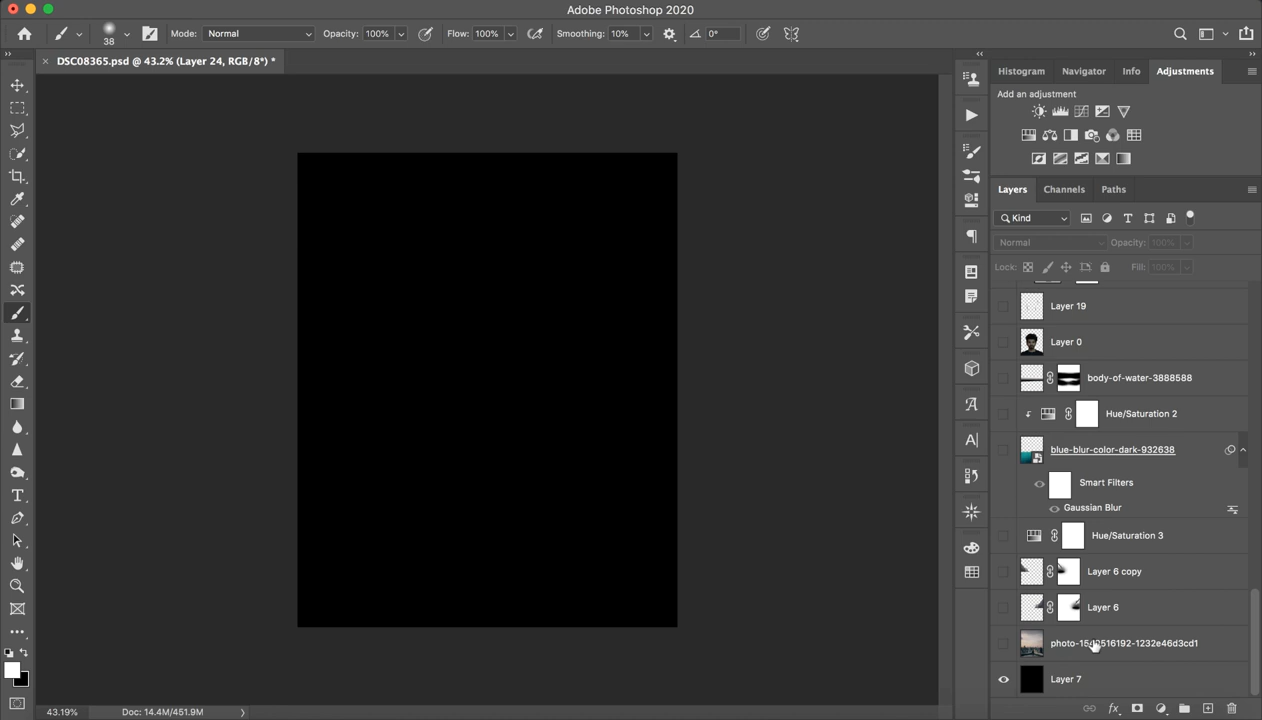 Adobe Photoshop 2020
38
Mode: Normal
Opacity: 100%
Flow: 100%
Smoothing: 10%
0°
DSC08365.psd @ 43.2% (Layer 24, RGB/8*) *
Histogram
Navigator
Info
Adjustments
Add an adjustment
Layers
Channels
Paths
Kind
Normal
Opacity: 100%
Lock:
Fill: 100%
Layer 19
Layer 0
body-of-water-3888588
Hue/Saturation 2
blue-blur-color-dark-932638
Smart Filters
Gaussian Blur
Hue/Saturation 3
Layer 6 copy
Layer 6
Layer 7
43.19%
Doc: 14.4M/451.9M